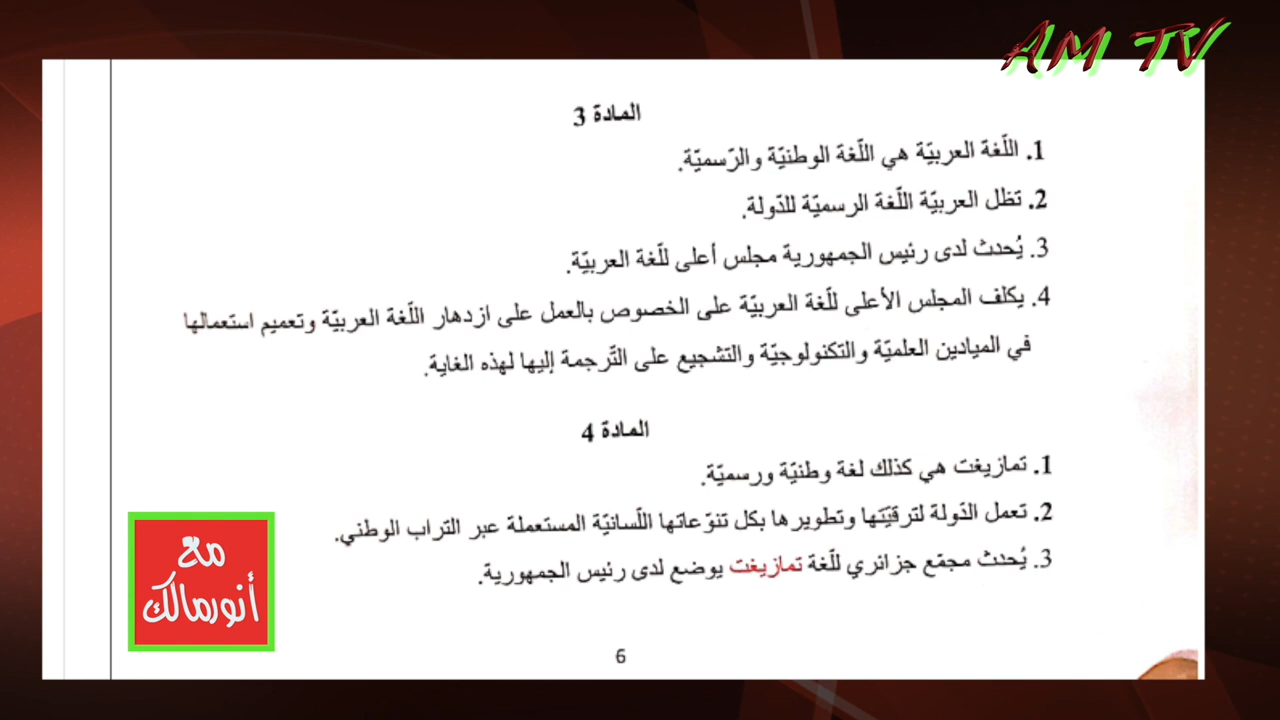 AM TV
المادة 3
1. اللّغة العربيّة هي اللّغة الوطنيّة والرّسميّة.
2. تظل العربيّة اللّغة الرسميّة للدّولة.
3. يُحدث لدى رئيس الجمهورية مجلس أعلى للّغة العربيّة.
4. يكلف المجلس الأعلى للّغة العربيّة على الخصوص بالعمل على ازدهار اللّغة العربيّة وتعميم استعمالها
في الميادين العلميّة والتكنولوجيّة والتشجيع على التّرجمة إليها لهذه الغاية.
المادة 4
1. تمازيغت هي كذلك لغة وطنيّة ورسميّة.
2. تعمل الدّولة لترقيّتها وتطويرها بكل تنوّعاتها اللّسانيّة المستعملة عبر التراب الوطني.
3. يُحدث مجمّع جزائري للّغة تمازيغت يوضع لدى رئيس الجمهورية.
6
مع
أنورمالك